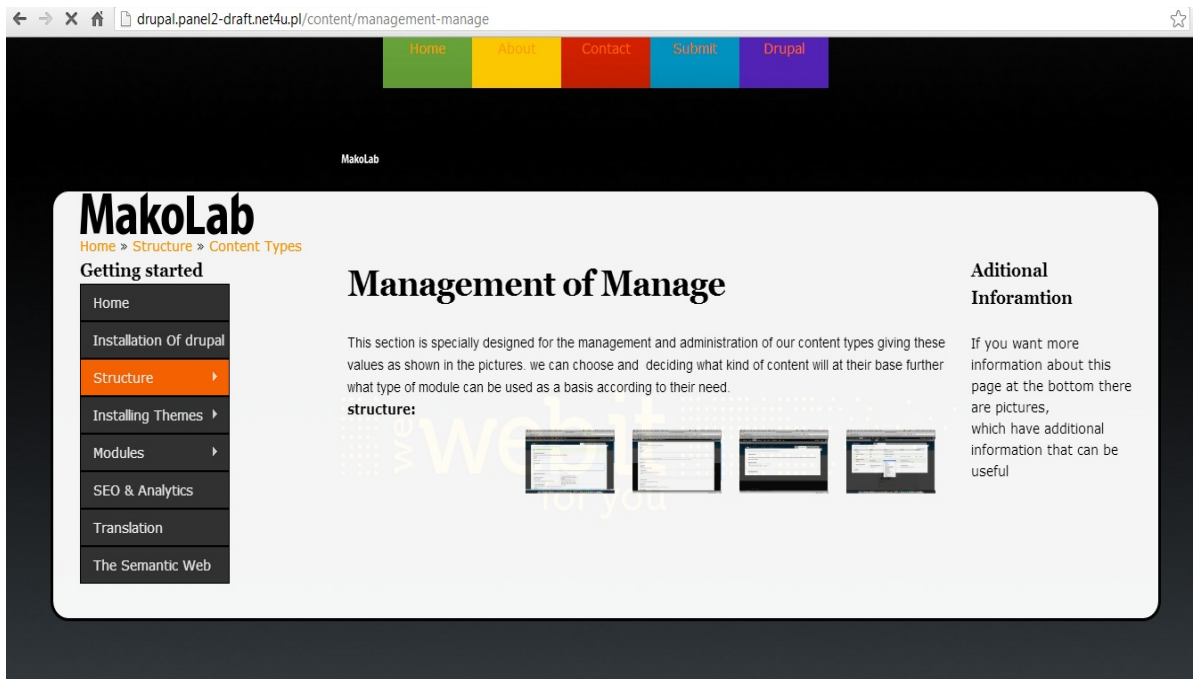 drupal.panel2-draft.net4u.pl/content/management-manage
Home About Contact Submit Drupal
MakoLab
MakoLab
Home » Structure » Content Types
Getting started
Home
Installation Of drupal
Structure
Installing Themes
Modules
SEO & Analytics
Translation
The Semantic Web
Management of Manage
This section is specially designed for the management and administration of our content types giving these
values as shown in the pictures. we can choose and  deciding what kind of content will at their base further
what type of module can be used as a basis according to their need.
structure:
we
webit
for you
Aditional
Inforamtion
If you want more
information about this
page at the bottom there
are pictures,
which have additional
information that can be
useful